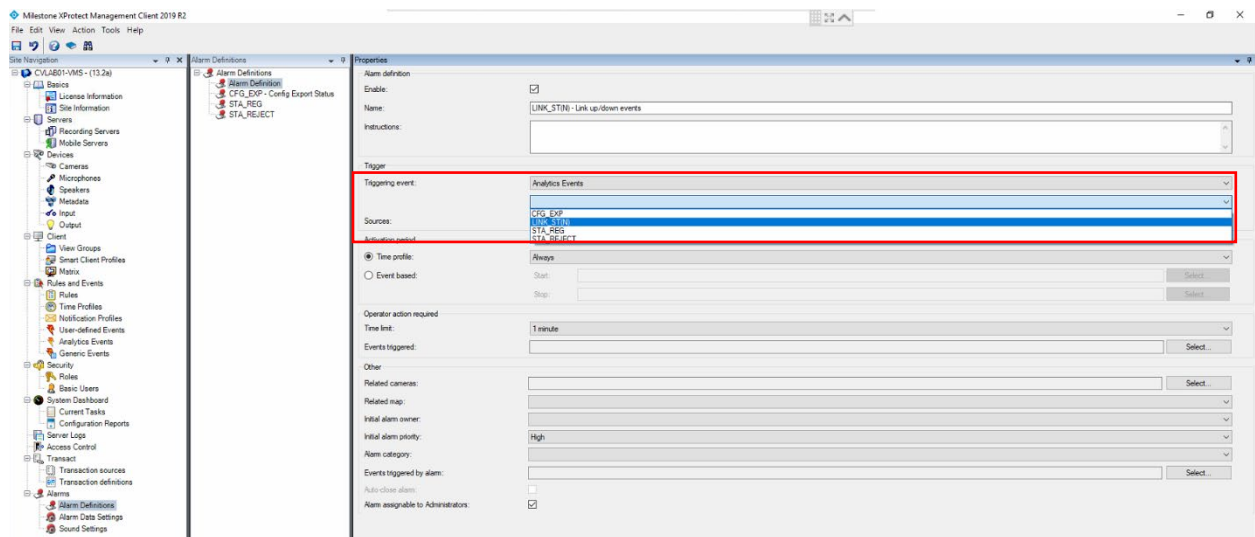 Milestone XProtect Management Client 2019 R2
File Edit View Action Tools Help
Site Navigation
CVLAB01-VMS - (13.2a)
Basics
License Information
Site Information
Servers
Recording Servers
Mobile Servers
Devices
Cameras
Microphones
Speakers
Metadata
Input
Output
Client
View Groups
Smart Client Profiles
Matrix
Rules and Events
Rules
Time Profiles
Notification Profiles
User-defined Events
Analytics Events
Generic Events
Security
Roles
Basic Users
System Dashboard
Current Tasks
Configuration Reports
Server Logs
Access Control
Transact
Transaction sources
Transaction definitions
Alarms
Alarm Definitions
Alarm Data Settings
Sound Settings
Alarm Definitions
Alarm Definitions
Alarm Definition
CFG_EXP - Config Export Status
STA_REG
STA_REJECT
Properties
Alarm definition
Enable:
Name: LINK_ST(N) - Link up/down events
Instructions:
Trigger
Triggering event: Analytics Events
CFG_EXP
Sources: LINK_ST(N)
STA_REG
Activation period STA_REJECT
Time profile: Always
Event based: Start: Select...
Stop: Select...
Operator action required
Time limit: 1 minute
Events triggered: Select...
Other
Related cameras: Select...
Related map:
Initial alarm owner:
Initial alarm priority: High
Alarm category:
Events triggered by alarm: Select...
Auto-close alarm:
Alarm assignable to Administrators: